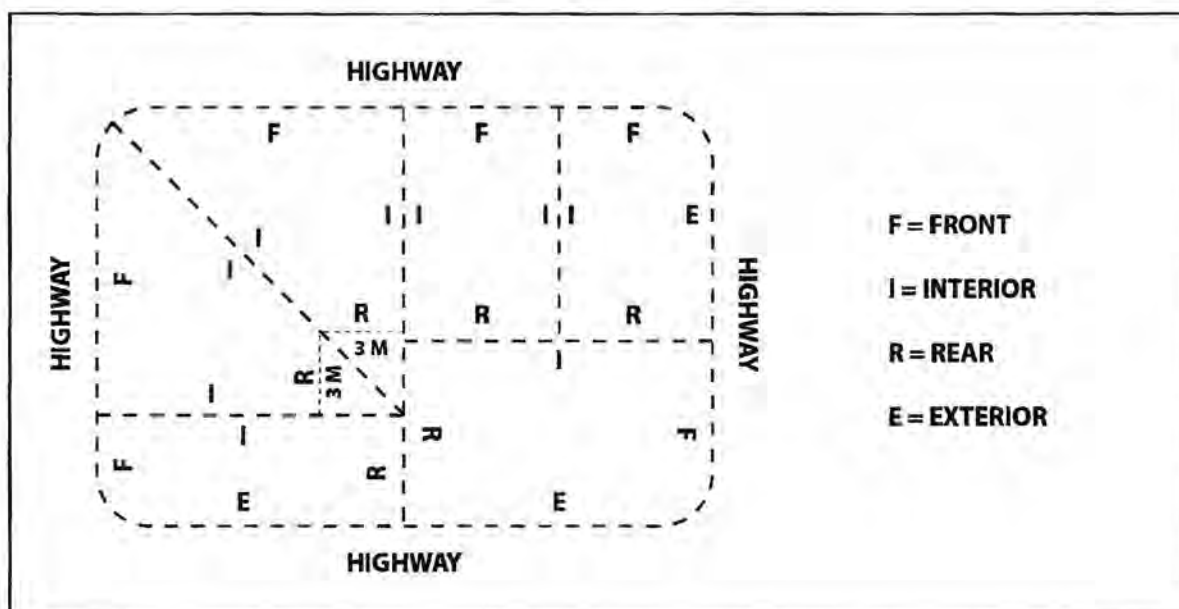 HIGHWAY
F F F
I I I I I E
I
F
HIGHWAY
HIGHWAY
R R R
3 M
I
R 3 M
I
I
F R F
R
E E
HIGHWAY
F = FRONT
I = INTERIOR
R = REAR
E = EXTERIOR